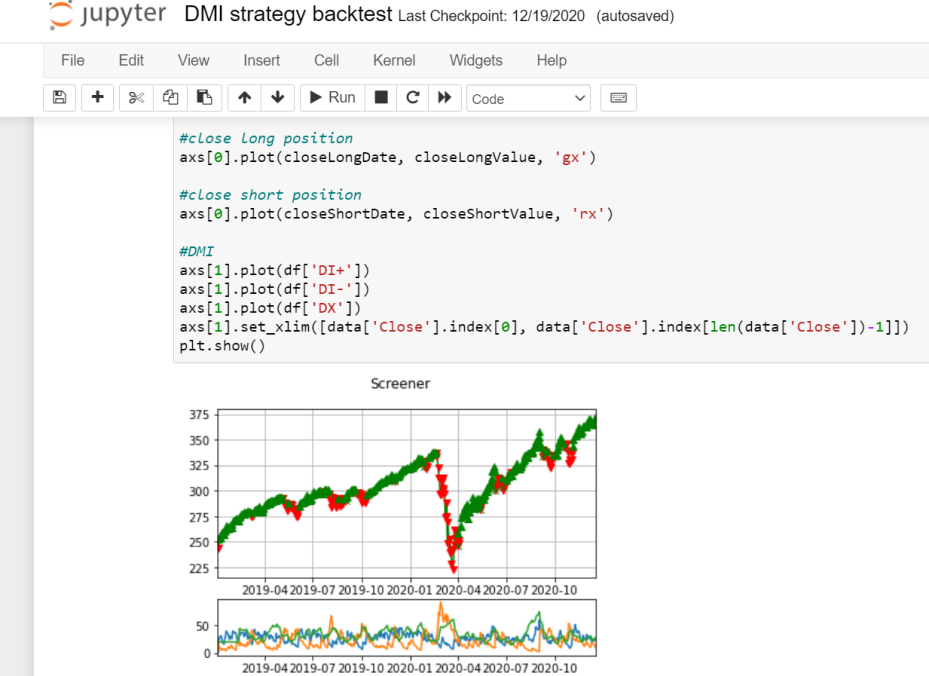 jupyter DMI strategy backtest Last Checkpoint: 12/19/2020 (autosaved)
File Edit View Insert Cell Kernel Widgets Help
Run Code
#close long position
axs[0].plot(closeLongDate, closeLongValue, 'gx')
#close short position
axs[0].plot(closeShortDate, closeShortValue, 'rx')
#DMI
axs[1].plot(df['DI+'])
axs[1].plot(df['DI-'])
axs[1].plot(df['DX'])
axs[1].set_xlim([data['Close'].index[0], data['Close'].index[len(data['Close'])-1]])
plt.show()
Screener
375
350
325
300
275
250
225
2019-04 2019-07 2019-10 2020-01 2020-04 2020-07 2020-10
50
0
2019-04 2019-07 2019-10 2020-01 2020-04 2020-07 2020-10